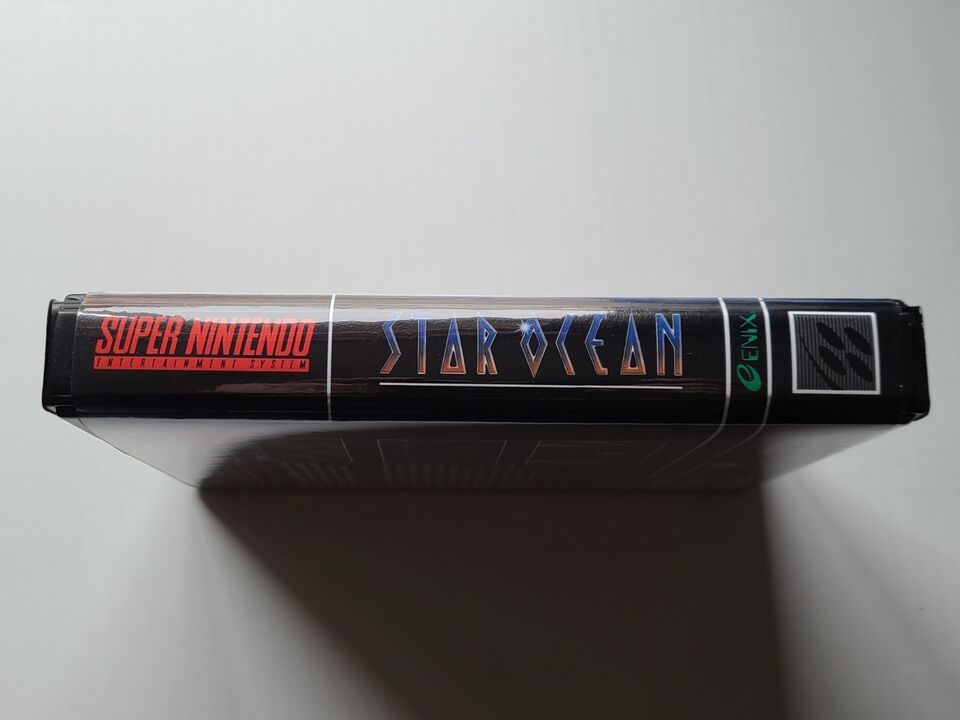 SUPER NINTENDO
ENTERTAINMENT SYSTEM
STAR OCEAN
ENIX